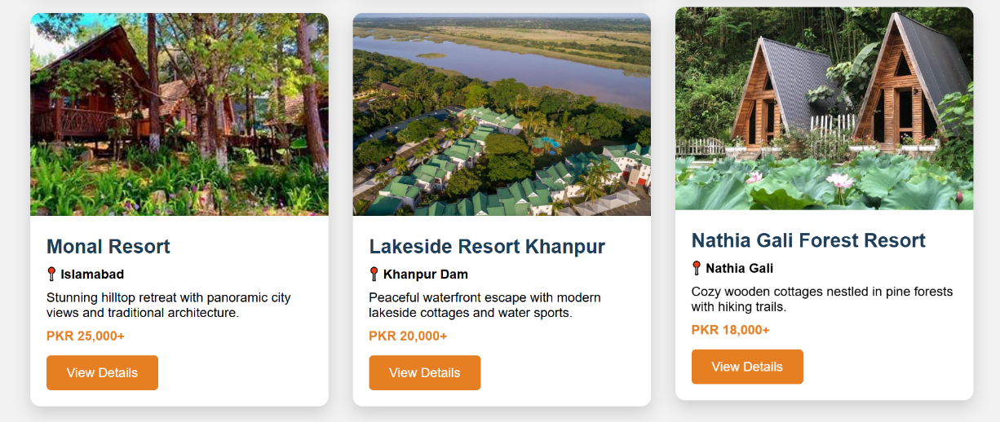 Monal Resort
📍 Islamabad
Stunning hilltop retreat with panoramic city
views and traditional architecture.
PKR 25,000+
View Details
Lakeside Resort Khanpur
📍 Khanpur Dam
Peaceful waterfront escape with modern
lakeside cottages and water sports.
PKR 20,000+
View Details
Nathia Gali Forest Resort
📍 Nathia Gali
Cozy wooden cottages nestled in pine forests
with hiking trails.
PKR 18,000+
View Details